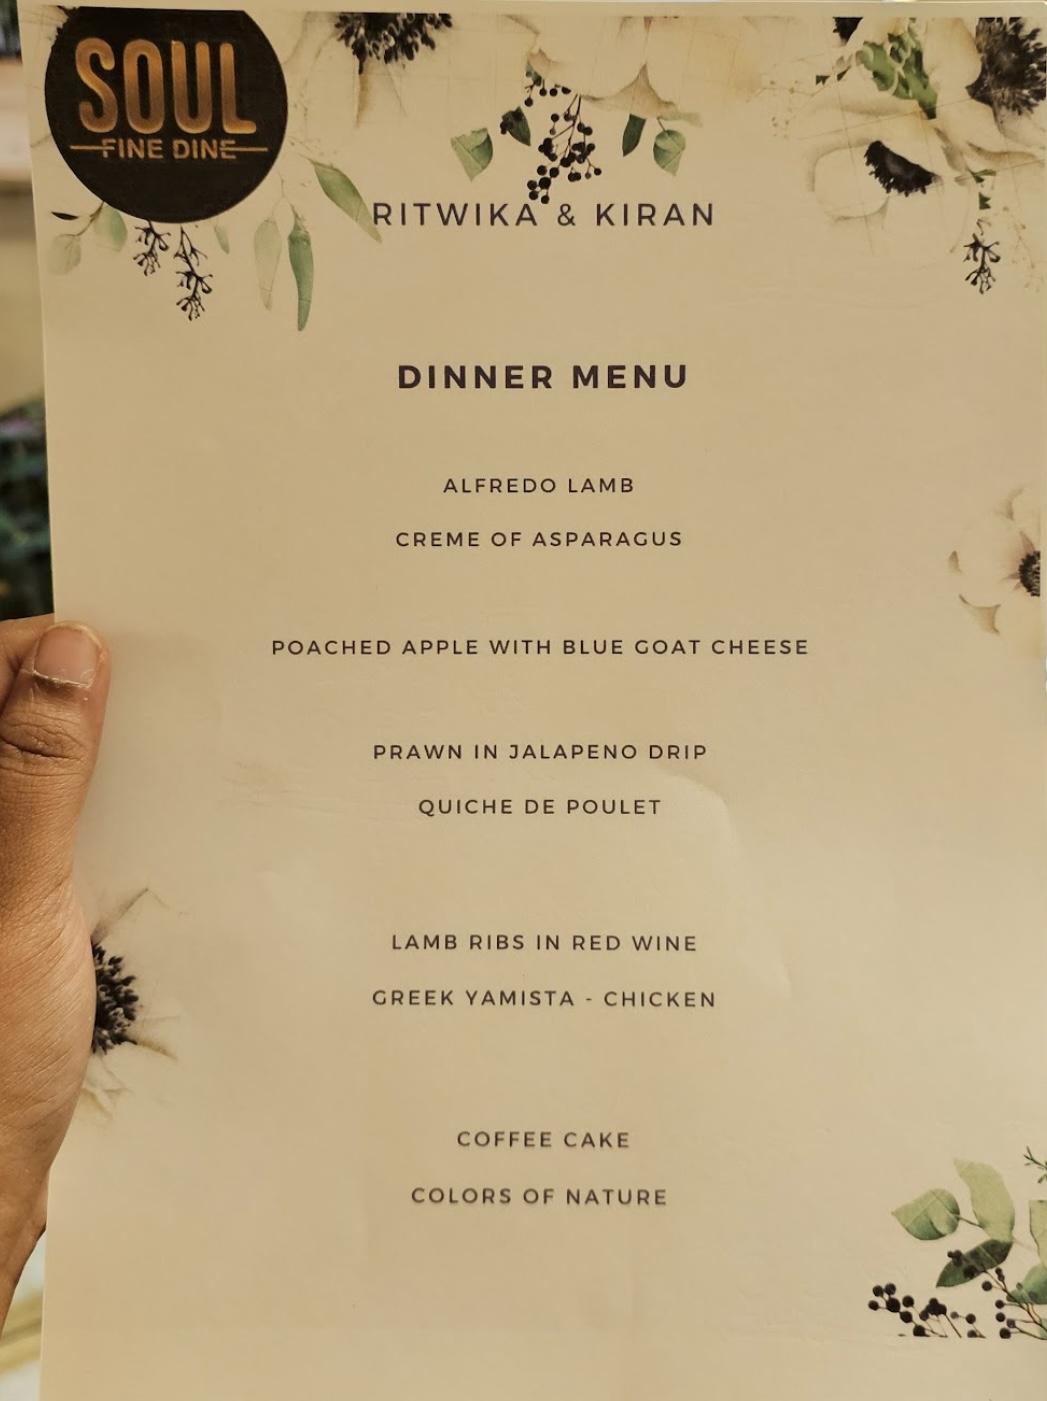 SOUL
FINE DINE
RITWIKA & KIRAN
DINNER MENU
ALFREDO LAMB
CREME OF ASPARAGUS
POACHED APPLE WITH BLUE GOAT CHEESE
PRAWN IN JALAPENO DRIP
QUICHE DE POULET
LAMB RIBS IN RED WINE
GREEK YAMISTA - CHICKEN
COFFEE CAKE
COLORS OF NATURE